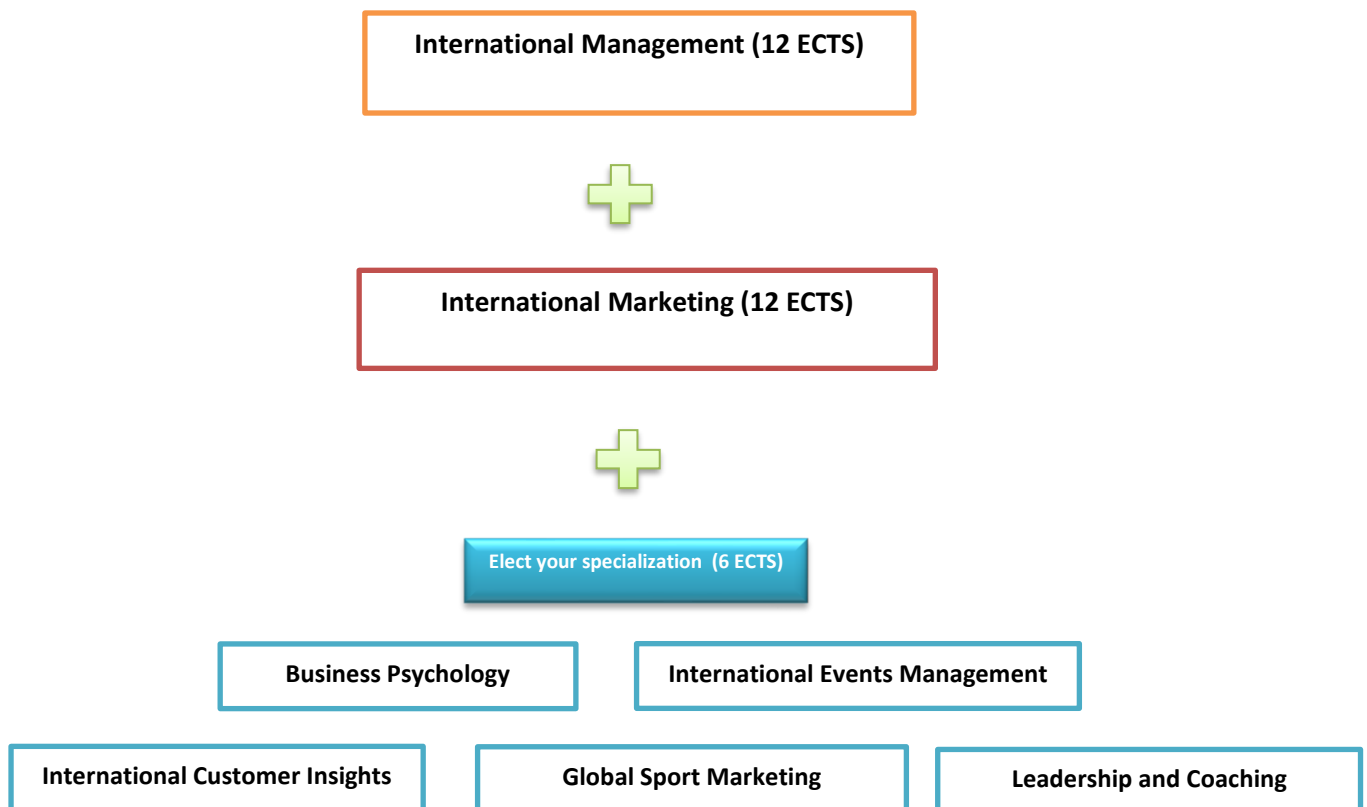 International Management (12 ECTS)
International Marketing (12 ECTS)
Elect your specialization  (6 ECTS)
Business Psychology
International Events Management
International Customer Insights
Global Sport Marketing
Leadership and Coaching